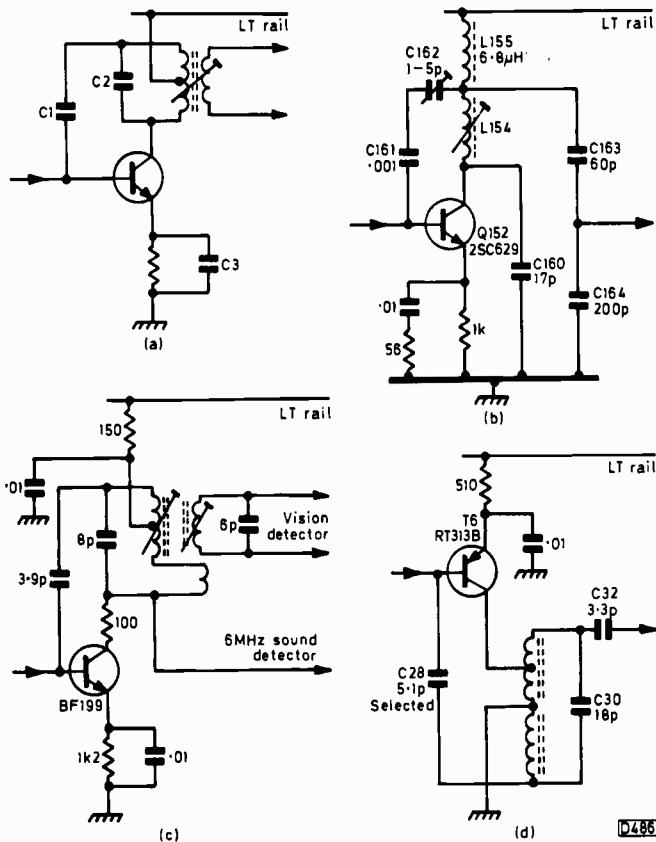 LT rail
C1
C2
C3
(a)
LT rail
C162
1-5p
L155
6·8µH
L154
C161
·001
C163
60p
Q152
2SC629
C160
17p
C164
200p
·01
56
1k
(b)
150
LT rail
·01
8p
6p
Vision
detector
3·9p
100
6MHz sound
detector
BF199
1k2
·01
(c)
LT rail
510
T6
RT313B
·01
C28
5·1p
Selected
C32
3·3p
C30
18p
(d)
D486